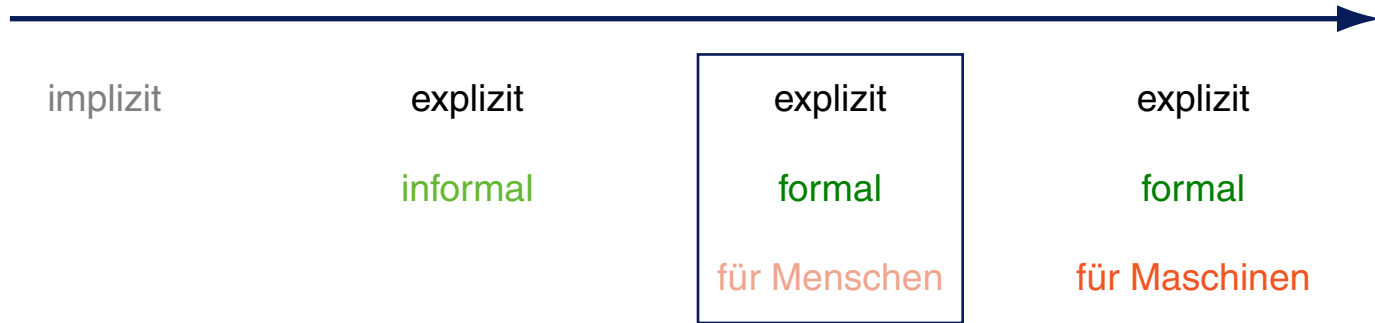 implizit explizit explizit explizit
informal formal formal
für Menschen für Maschinen